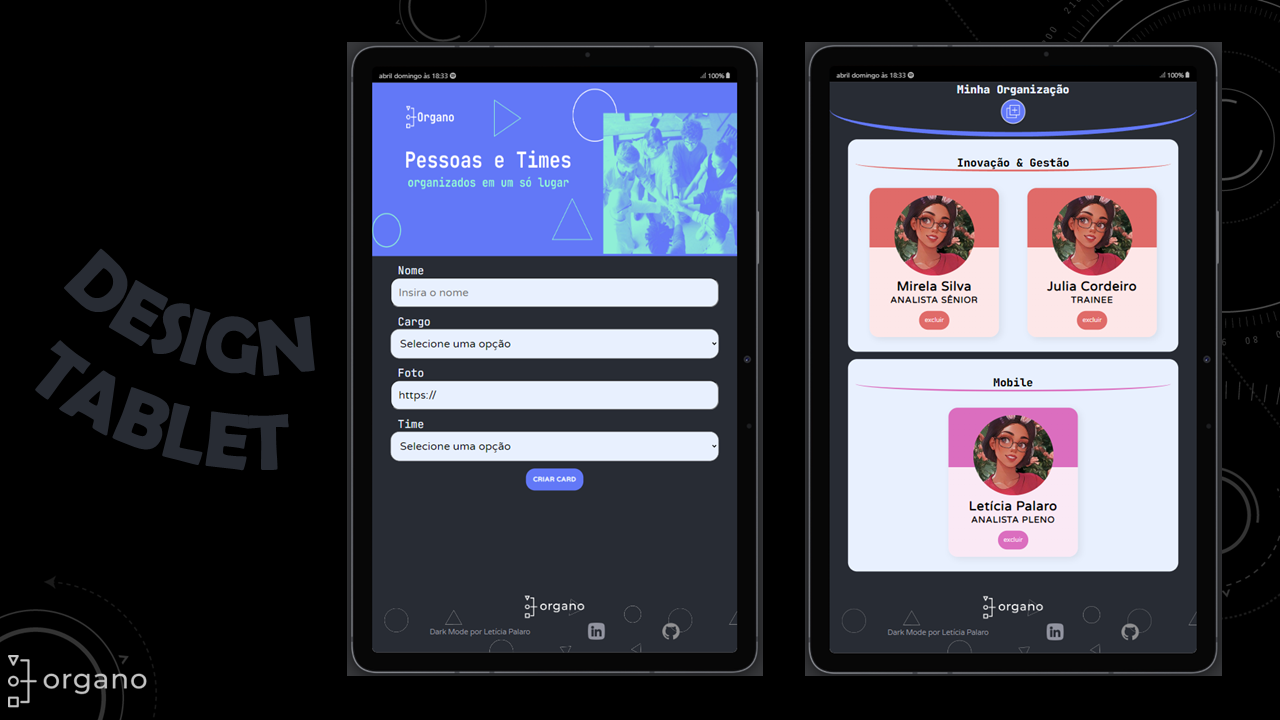 DESIGN
TABLET
organo
abril domingo às 18:33
100%
Organo
Pessoas e Times
organizados em um só lugar
Nome
Insira o nome
Cargo
Selecione uma opção
Foto
https://
Time
Selecione uma opção
CRIAR CARD
organo
Dark Mode por Letícia Palaro
in
abril domingo às 18:33
100%
Minha Organização
Inovação & Gestão
Mirela Silva
ANALISTA SÊNIOR
excluir
Julia Cordeiro
TRAINEE
excluir
Mobile
Letícia Palaro
ANALISTA PLENO
excluir
organo
Dark Mode por Letícia Palaro
in